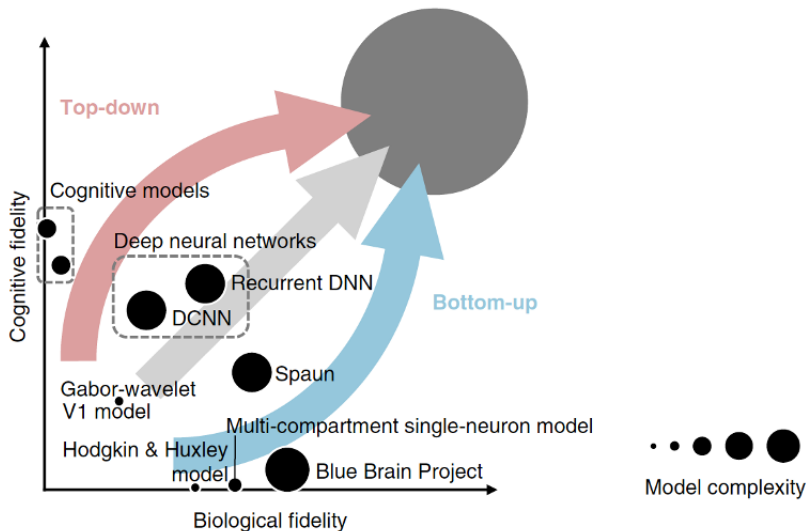 Top-down
Cognitive models
Deep neural networks
Recurrent DNN
DCNN
Bottom-up
Cognitive fidelity
Spaun
Gabor-wavelet
V1 model
Multi-compartment single-neuron model
Hodgkin & Huxley
model
Blue Brain Project
Biological fidelity
Model complexity